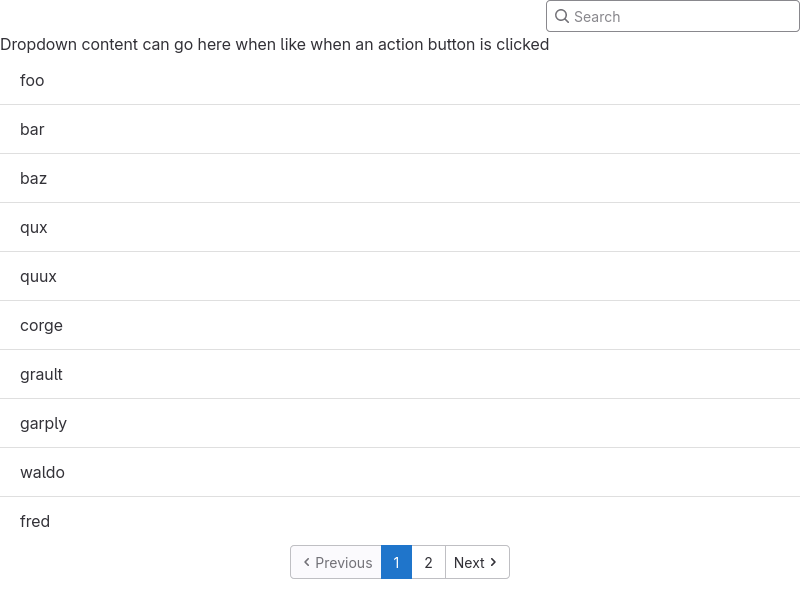 Search
Dropdown content can go here when like when an action button is clicked
foo
bar
baz
qux
quux
corge
grault
garply
waldo
fred
Previous 1 2 Next